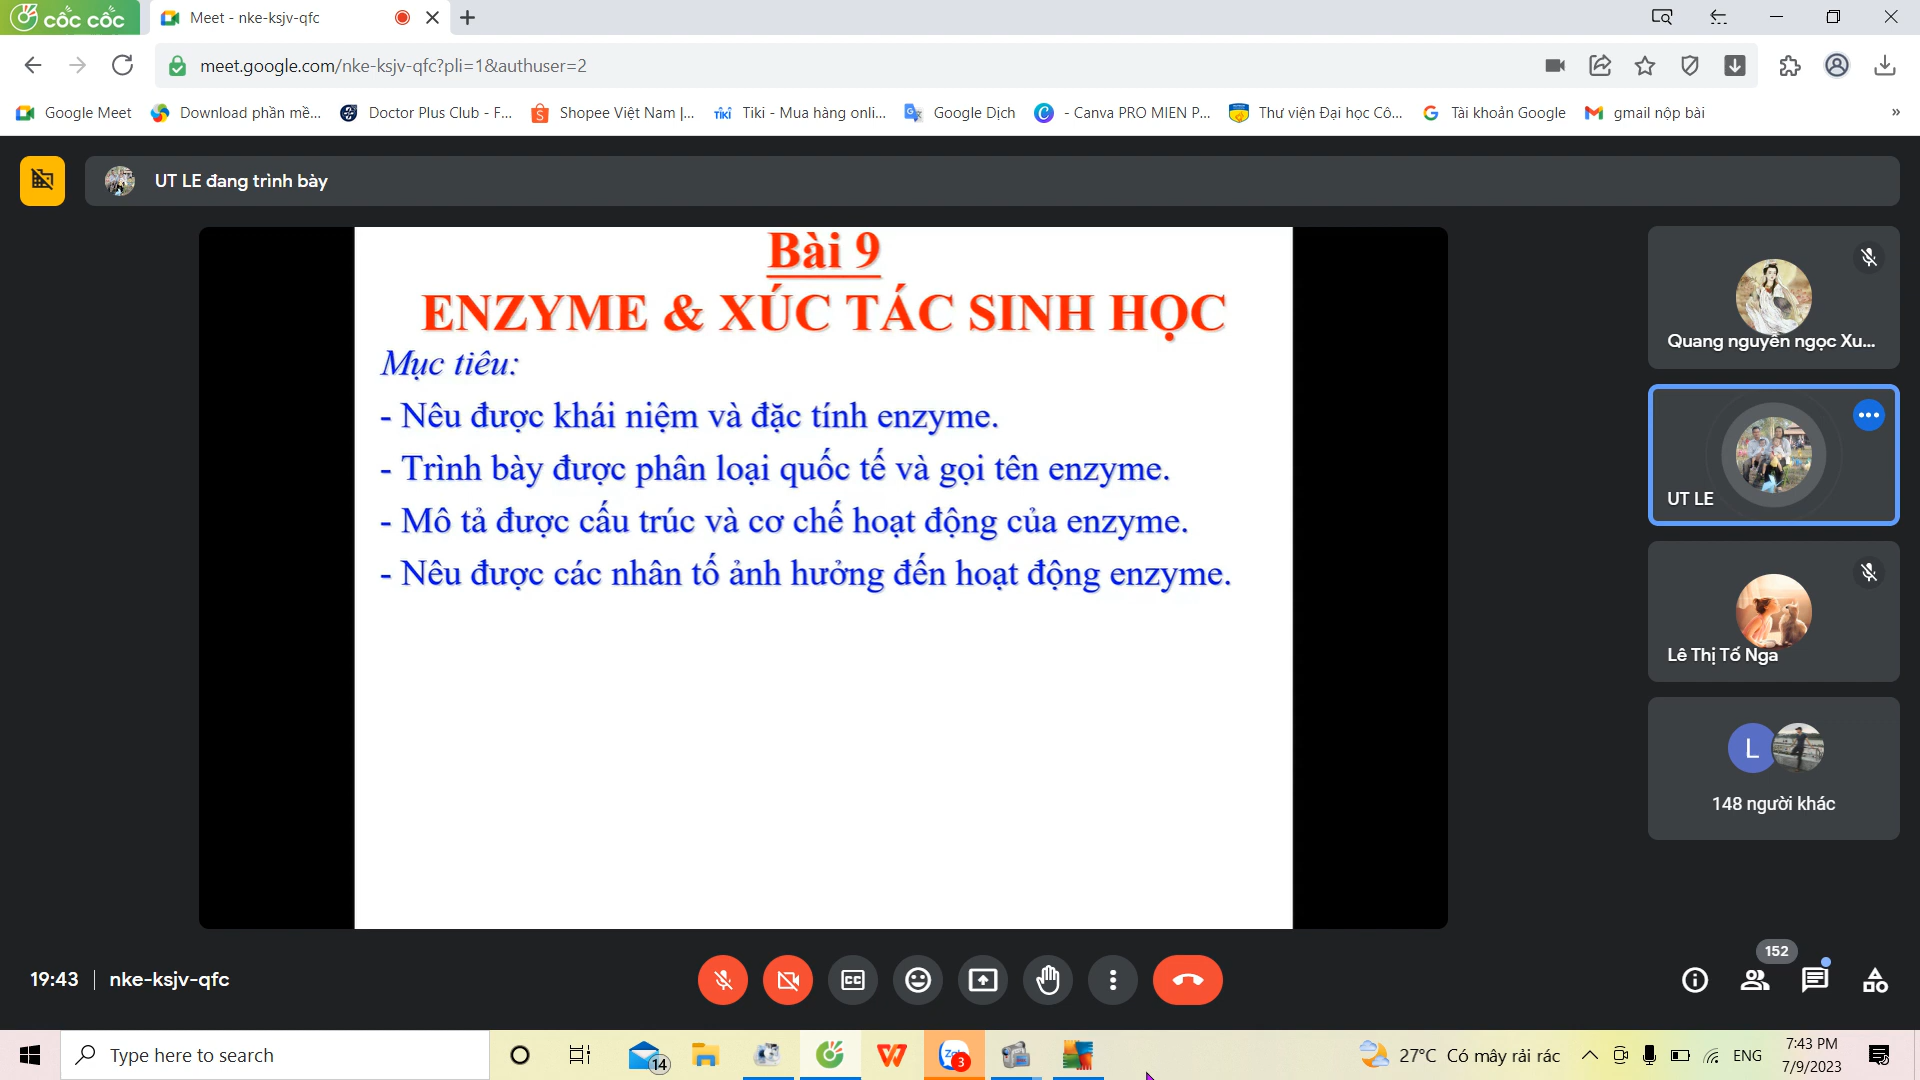 cốc cốc
Meet - nke-ksjv-qfc
meet.google.com/nke-ksjv-qfc?pli=1&authuser=2
Google Meet
Download phần mề...
Doctor Plus Club - F...
Shopee Việt Nam |...
TIKI
Tiki - Mua hàng onli...
Google Dịch
- Canva PRO MIEN P...
Thư viện Đại học Cô...
Tài khoản Google
gmail nộp bài
»
UT LE đang trình bày
Bài 9
ENZYME & XÚC TÁC SINH HỌC
Mục tiêu:
- Nêu được khái niệm và đặc tính enzyme.
- Trình bày được phân loại quốc tế và gọi tên enzyme.
- Mô tả được cấu trúc và cơ chế hoạt động của enzyme.
- Nêu được các nhân tố ảnh hưởng đến hoạt động enzyme.
Quang nguyễn ngọc Xu...
UT LE
Lê Thị Tố Nga
L
148 người khác
19:43 | nke-ksjv-qfc
CC
152
Type here to search
14
Zalo
3
27°C Có mây rải rác
ENG
7:43 PM
7/9/2023